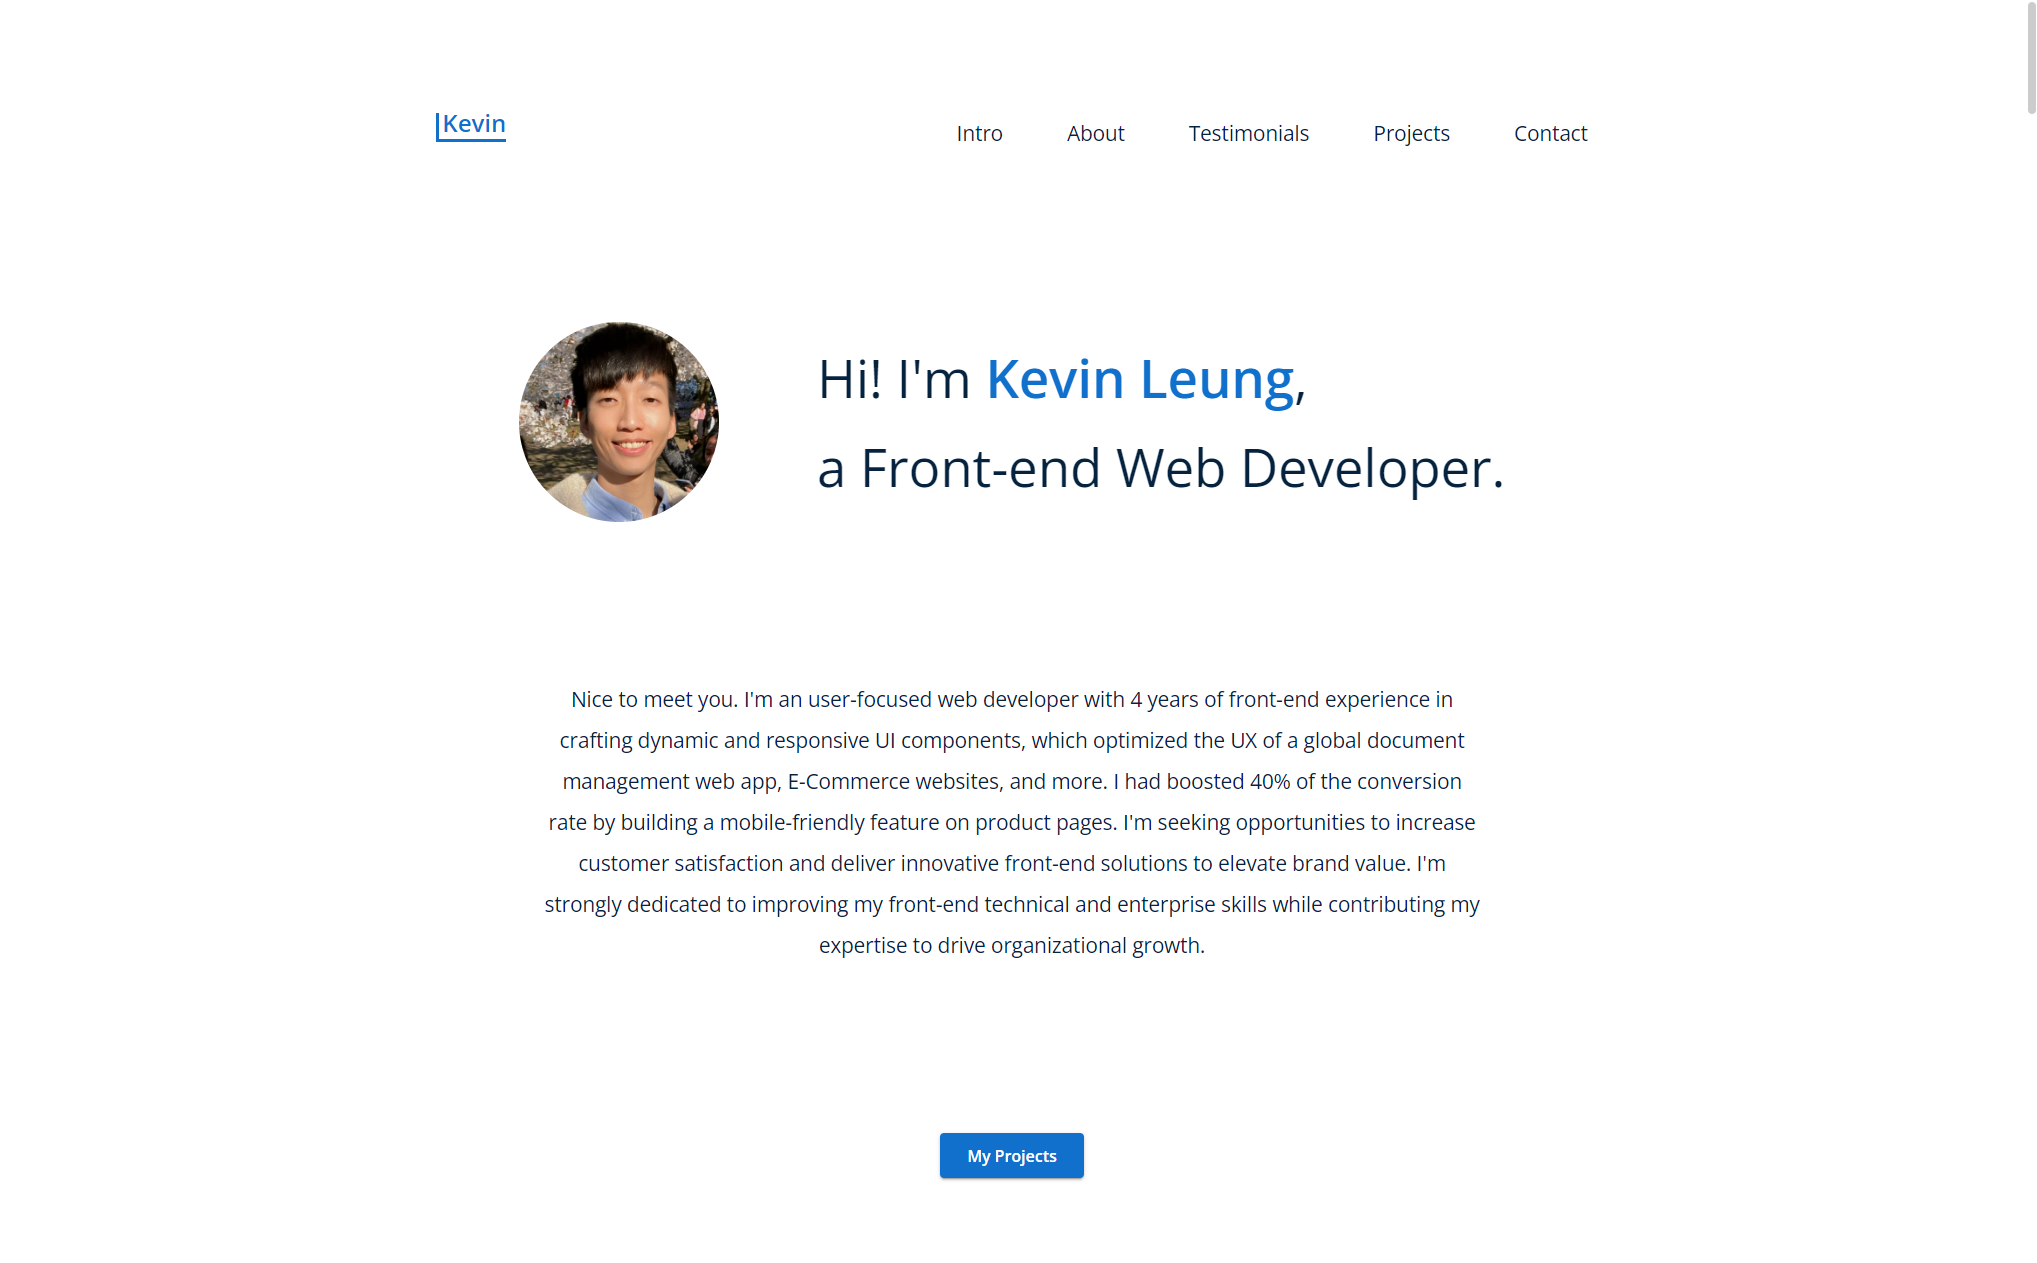 Kevin
Intro
About
Testimonials
Projects
Contact
Hi! I'm Kevin Leung,
a Front-end Web Developer.
Nice to meet you. I'm an user-focused web developer with 4 years of front-end experience in
crafting dynamic and responsive UI components, which optimized the UX of a global document
management web app, E-Commerce websites, and more. I had boosted 40% of the conversion
rate by building a mobile-friendly feature on product pages. I'm seeking opportunities to increase
customer satisfaction and deliver innovative front-end solutions to elevate brand value. I'm
strongly dedicated to improving my front-end technical and enterprise skills while contributing my
expertise to drive organizational growth.
My Projects